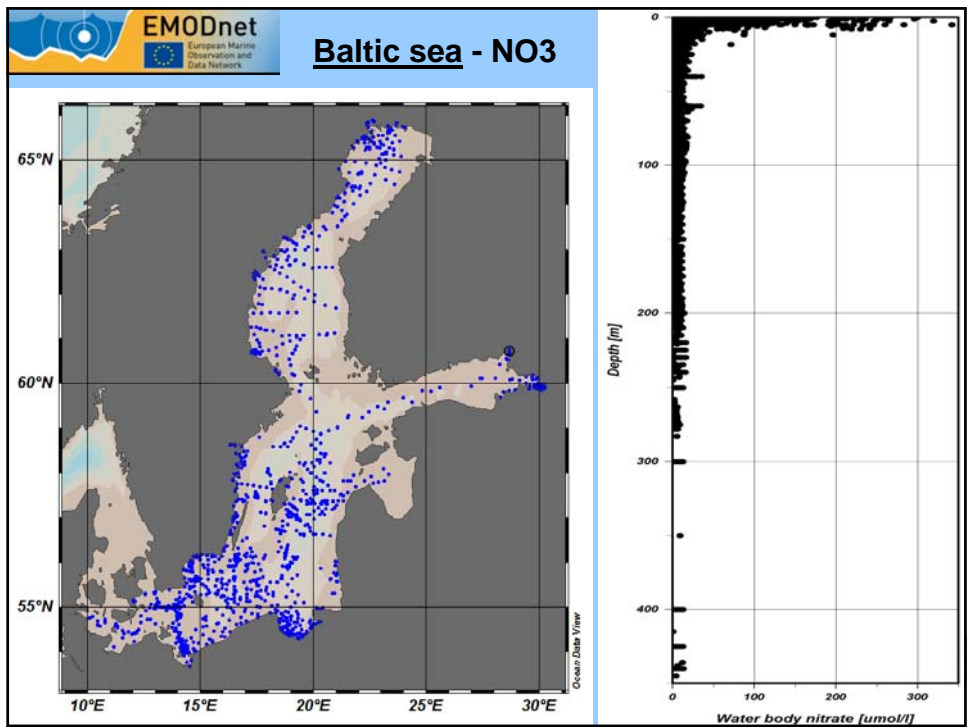 EMODnet
European Marine
Observation and
Data Network
Baltic sea - NO3
65°N
60°N
55°N
10°E
15°E
20°E
25°E
30°E
Ocean Data View
0
100
200
300
400
Depth [m]
0
100
200
300
Water body nitrate [umol/l]